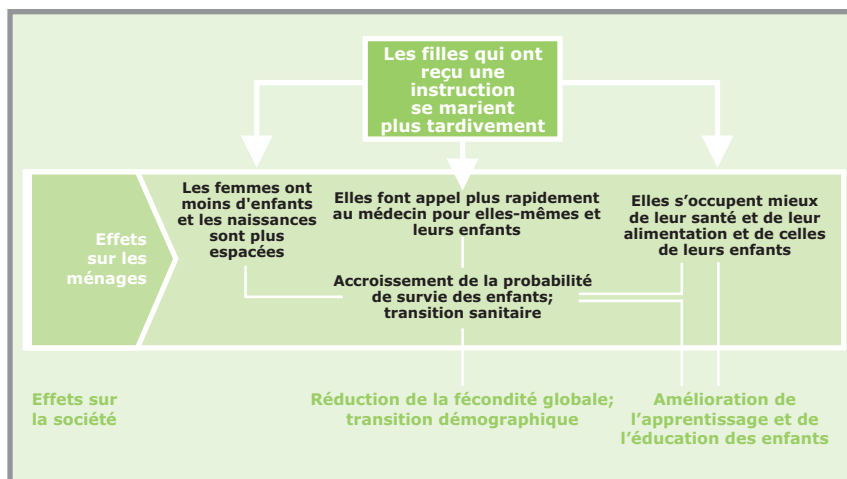 Les filles qui ont
reçu une
instruction
se marient
plus tardivement
Effets
sur les
ménages
Les femmes ont
moins d'enfants
et les naissances
sont plus
espacées
Elles font appel plus rapidement
au médecin pour elles-mêmes et
leurs enfants
Elles s’occupent mieux
de leur santé et de leur
alimentation et de celles
de leurs enfants
Accroissement de la probabilité
de survie des enfants;
transition sanitaire
Effets sur
la société
Réduction de la fécondité globale;
transition démographique
Amélioration de
l’apprentissage et de
l’éducation des enfants